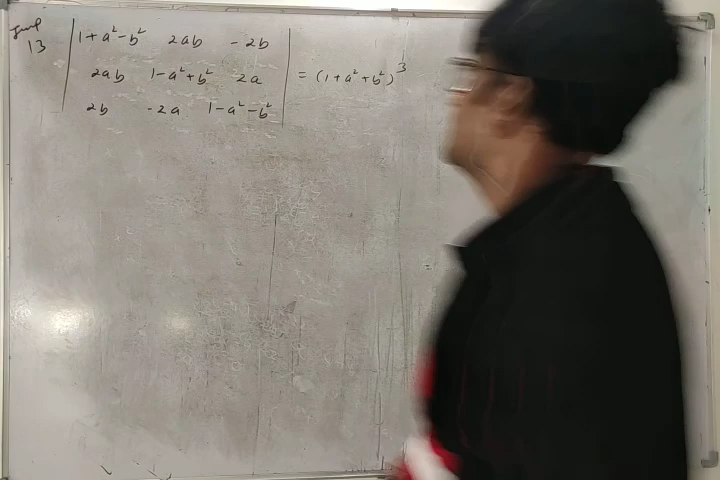 13 | 1+a²-b² 2ab -2b |
| 2ab 1-a²+b² 2a | = (1+a²+b²)³
| 2b -2a 1-a²-b² |
=